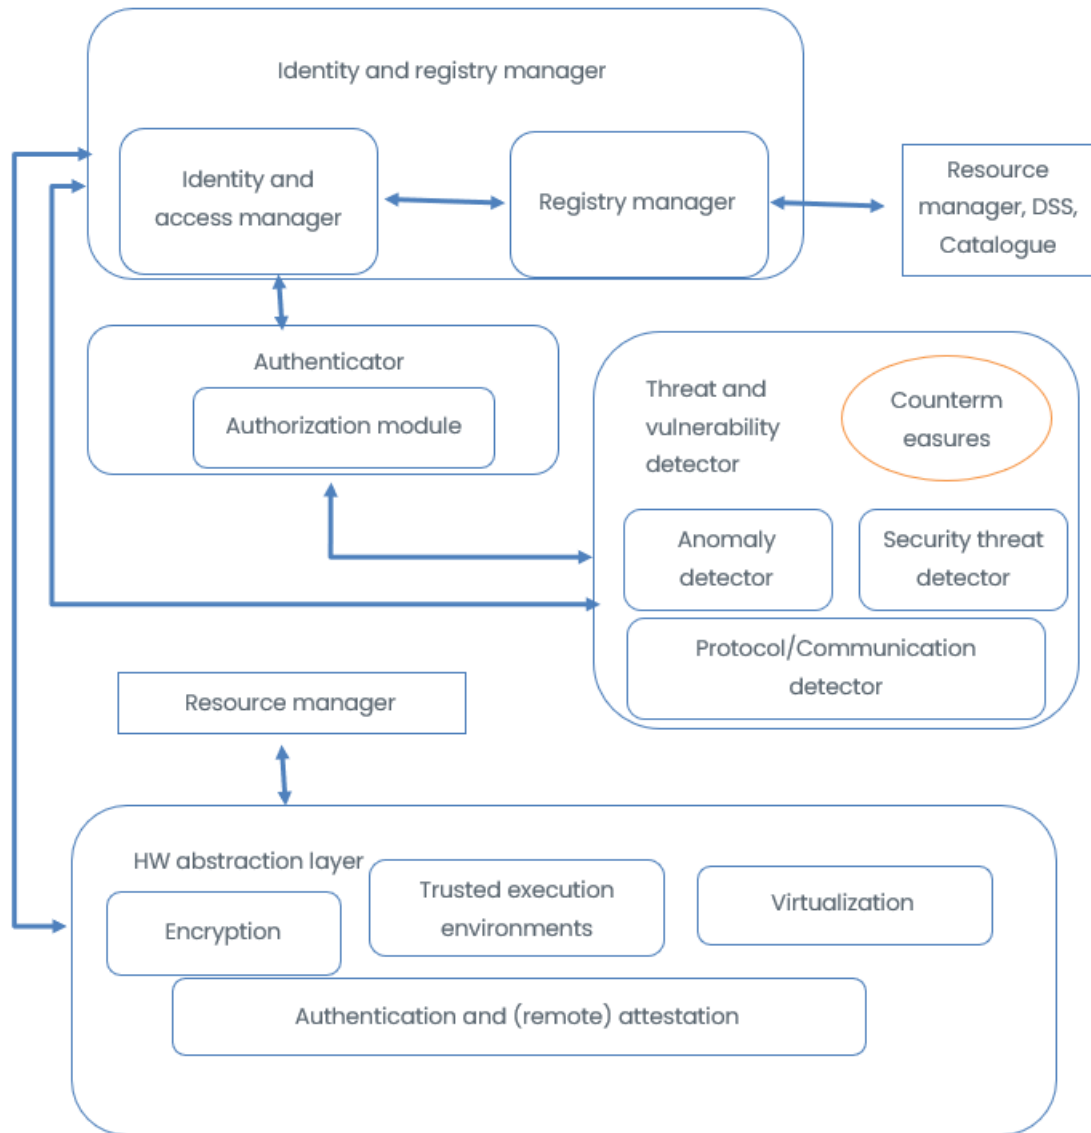 Identity and registry manager
Identity and
access manager
Registry manager
Resource
manager, DSS,
Catalogue
Authenticator
Authorization module
Threat and
vulnerability
detector
Counterm
easures
Anomaly
detector
Security threat
detector
Protocol/Communication
detector
Resource manager
HW abstraction layer
Encryption
Trusted execution
environments
Virtualization
Authentication and (remote) attestation